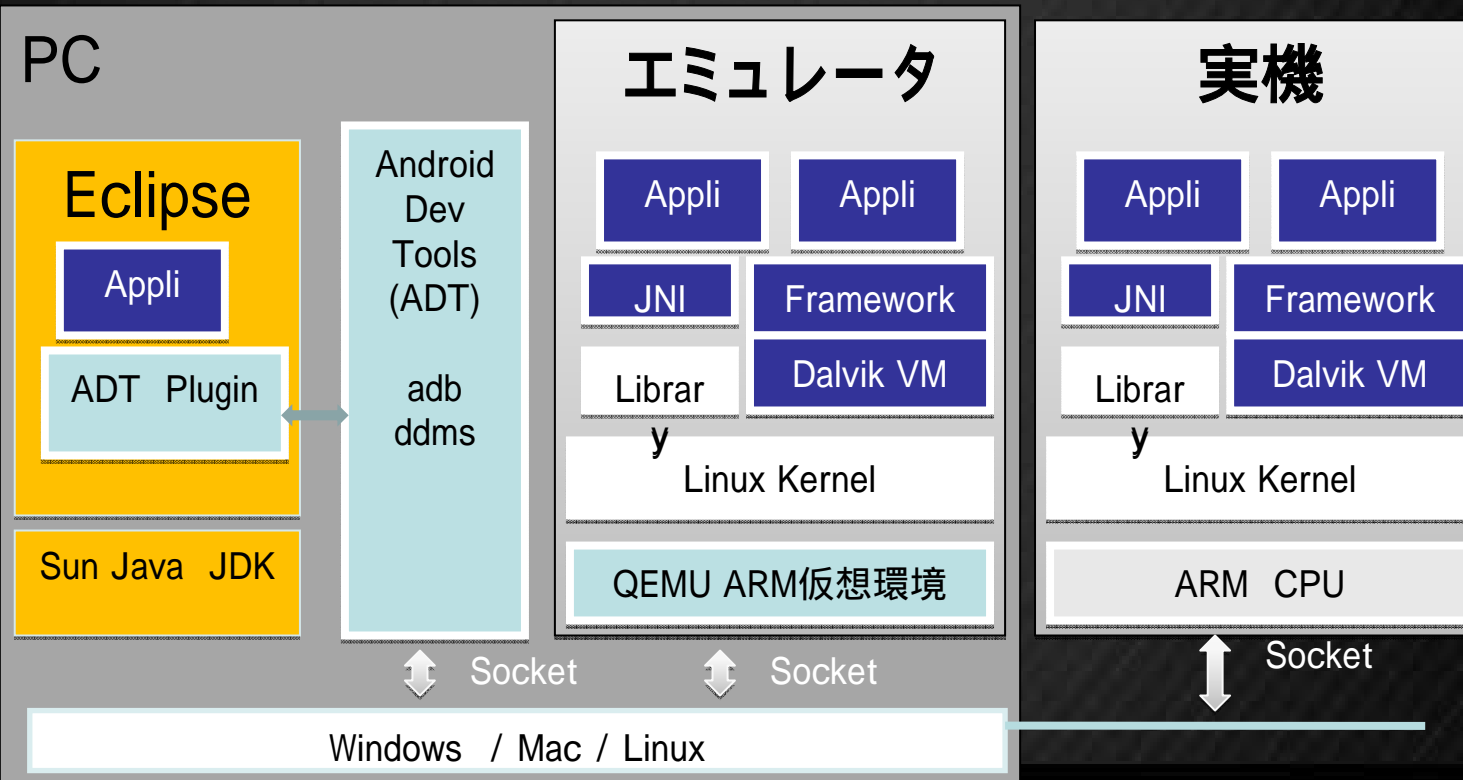 PC
Eclipse
Appli
ADT Plugin
Sun Java JDK
Android
Dev
Tools
(ADT)
adb
ddms
エミュレータ
Appli
Appli
JNI
Framework
Dalvik VM
Librar
y
Linux Kernel
QEMU ARM仮想環境
実機
Appli
Appli
JNI
Framework
Dalvik VM
Librar
y
Linux Kernel
ARM CPU
Socket
Socket
Socket
Windows / Mac / Linux